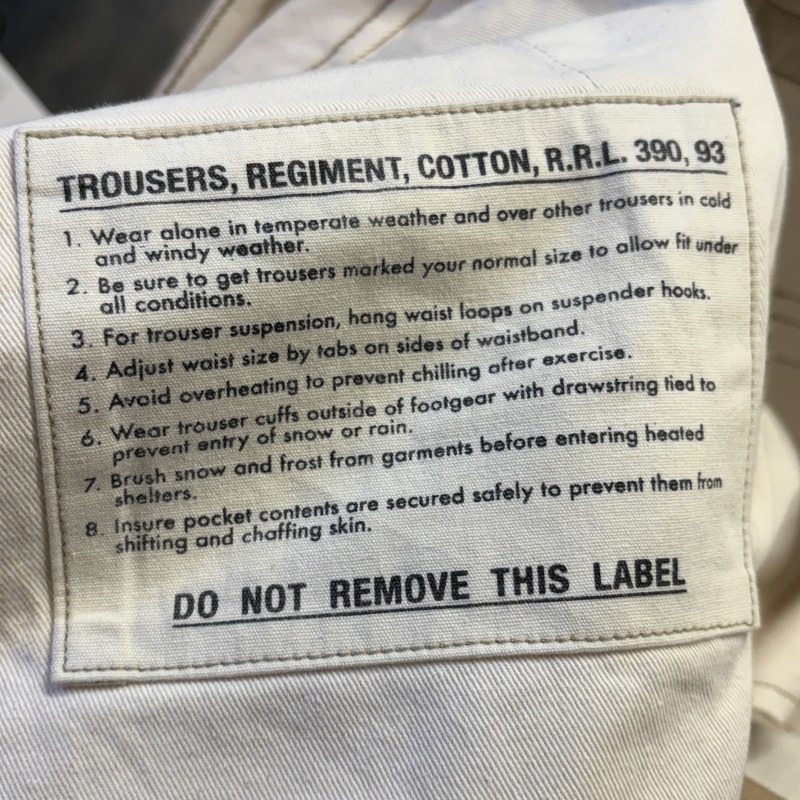 TROUSERS, REGIMENT, COTTON, R.R.L. 390, 93
1. Wear alone in temperate weather and over other trousers in cold
and windy weather.
2. Be sure to get trousers marked your normal size to allow fit under
all conditions.
3. For trouser suspension, hang waist loops on suspender hooks.
4. Adjust waist size by tabs on sides of waistband.
5. Avoid overheating to prevent chilling after exercise.
6. Wear trouser cuffs outside of footgear with drawstring tied to
prevent entry of snow or rain.
7. Brush snow and frost from garments before entering heated
shelters.
8. Insure pocket contents are secured safely to prevent them from
shifting and chaffing skin.
DO NOT REMOVE THIS LABEL